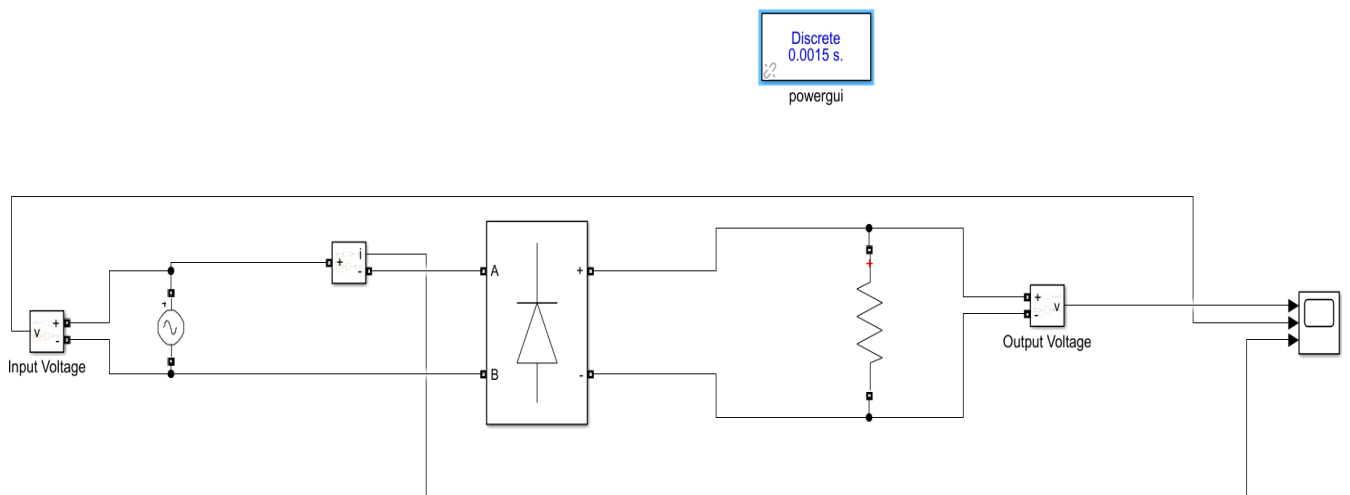 Discrete
0.0015 s.
powergui
i
+
-
A
+
+
v
-
Input Voltage
+
+
-
v
Output Voltage
B
-
+